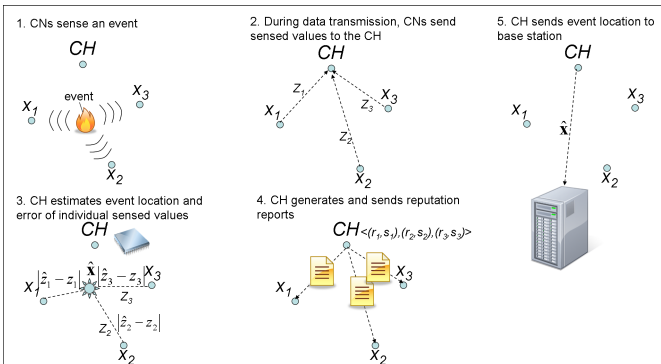 1. CNs sense an event
CH
event
X₁
X₃
X₂
2. During data transmission, CNs send
sensed values to the CH
CH
Z₁
Z₃
X₃
X₁
Z₂
X₂
5. CH sends event location to
base station
CH
X₃
X₁
x̂
X₂
3. CH estimates event location and
error of individual sensed values
CH
X₁ |ẑ₁ − z₁| x̂ |ẑ₃ − z₃| X₃
Z₃
Z₂ |ẑ₂ − z₂|
X₂
4. CH generates and sends reputation
reports
CH <(r₁,s₁),(r₂,s₂),(r₃,s₃)>
X₁
X₃
X₂